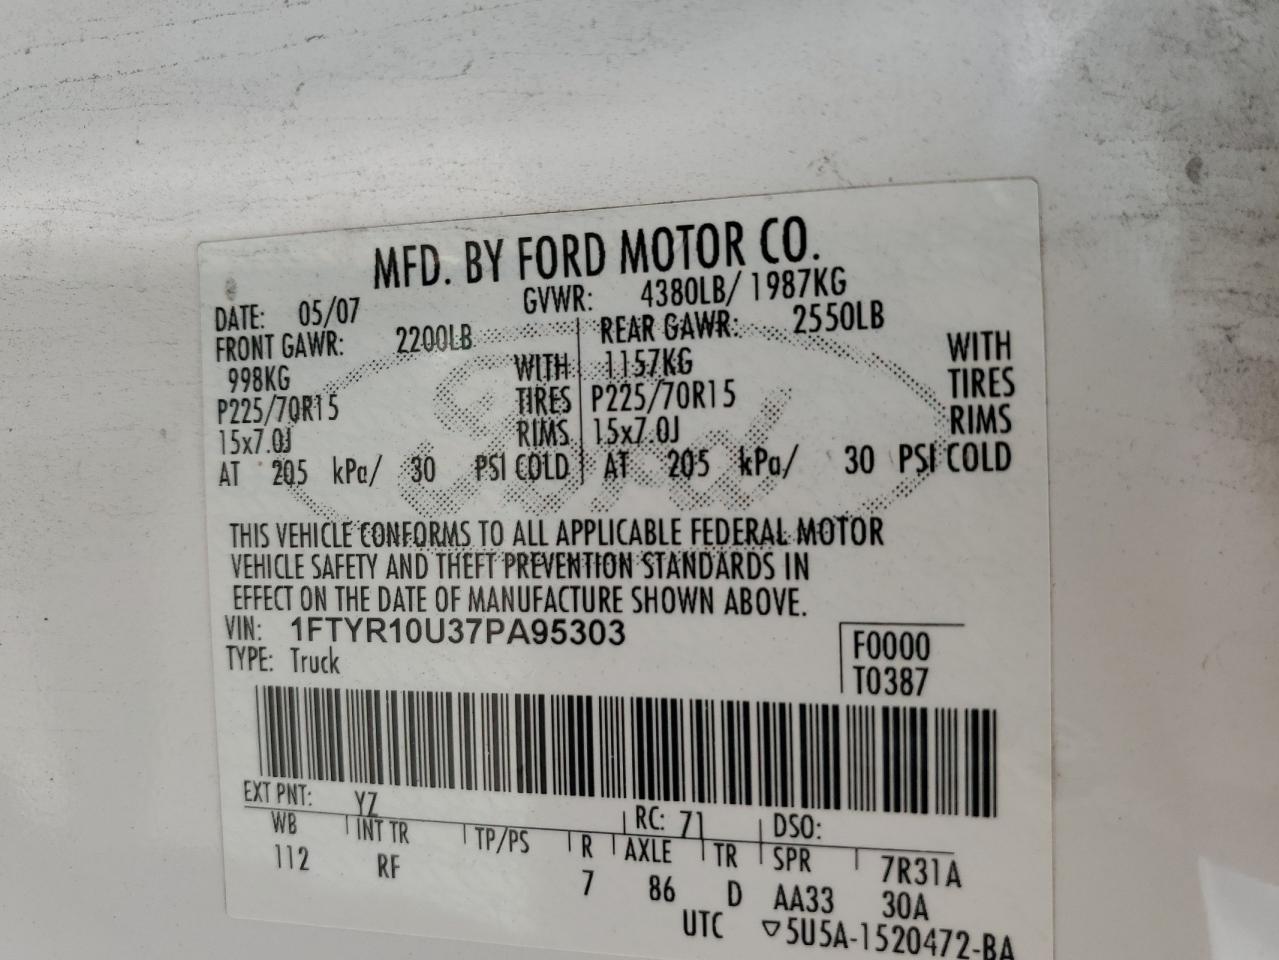 MFD. BY FORD MOTOR CO.
DATE: 05/07 GVWR: 4380LB/ 1987KG
FRONT GAWR: 2200LB REAR GAWR: 2550LB
998KG WITH 1157KG WITH
P225/70R15 TIRES P225/70R15 TIRES
15x7.0J RIMS 15x7.0J RIMS
AT 205 kPa/ 30 PSI COLD AT 205 kPa/ 30 PSI COLD
Ford
THIS VEHICLE CONFORMS TO ALL APPLICABLE FEDERAL MOTOR
VEHICLE SAFETY AND THEFT PREVENTION STANDARDS IN
EFFECT ON THE DATE OF MANUFACTURE SHOWN ABOVE.
VIN: 1FTYR10U37PA95303 F0000
TYPE: Truck T0387
EXT PNT: YZ RC: 71 DSO:
WB INT TR TP/PS R AXLE TR SPR 7R31A
112 RF 7 86 D AA33 30A
UTC ▽5U5A-1520472-BA